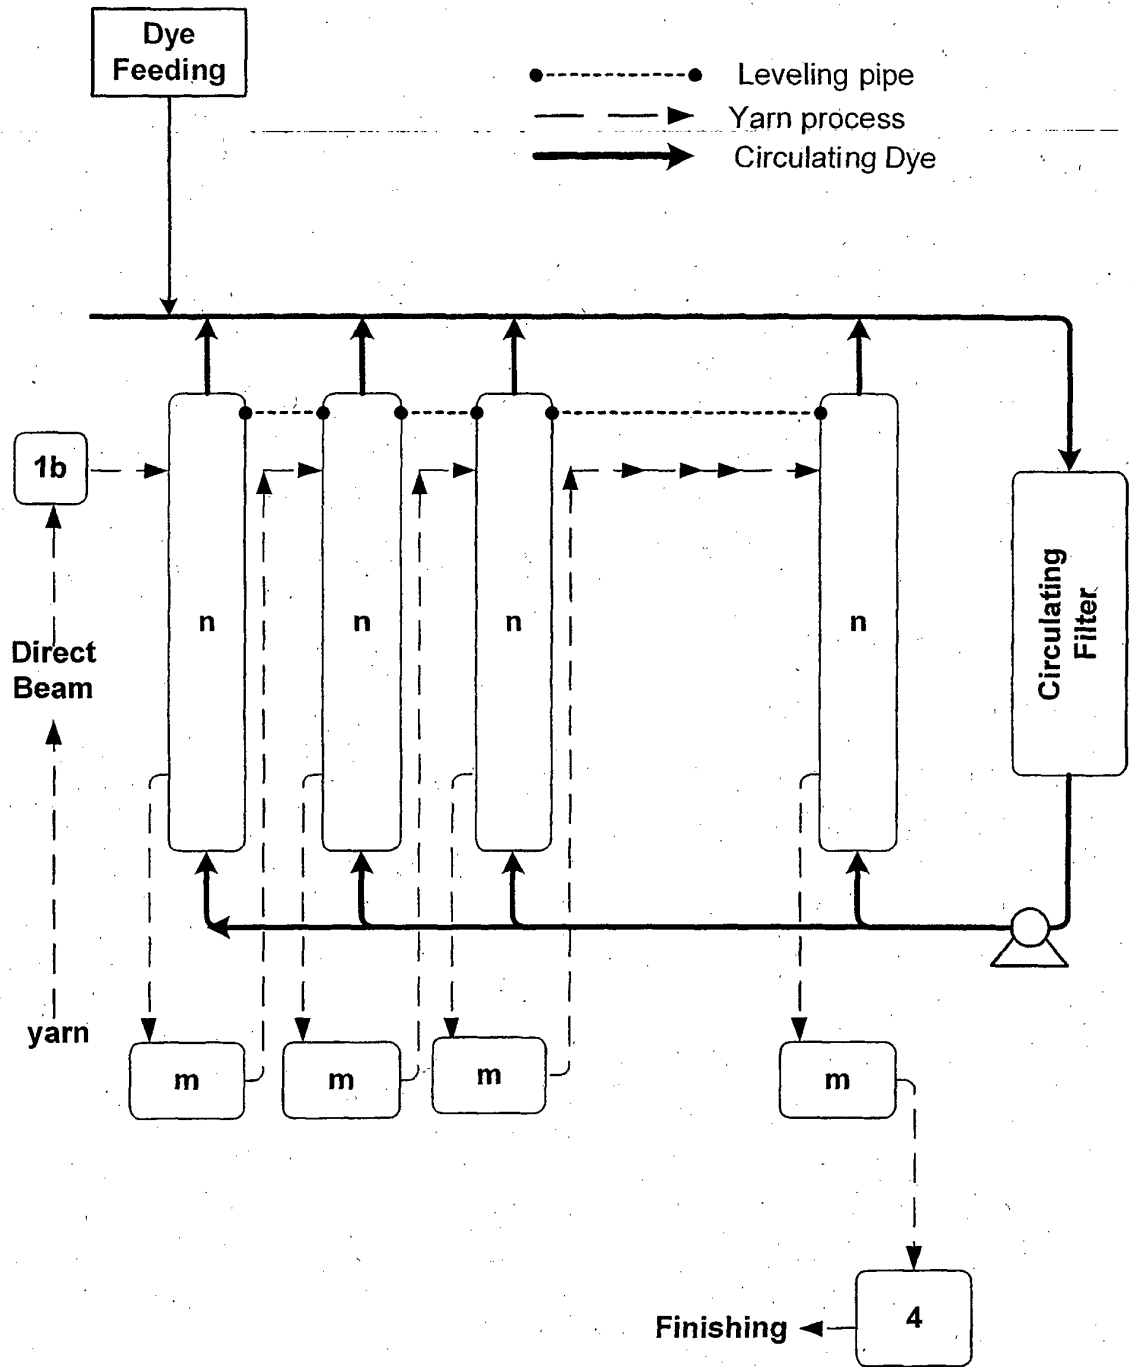 Dye
Feeding
Leveling pipe
Yarn process
Circulating Dye
1b
n
n
n
n
Circulating
Filter
Direct
Beam
yarn
m
m
m
m
4
Finishing